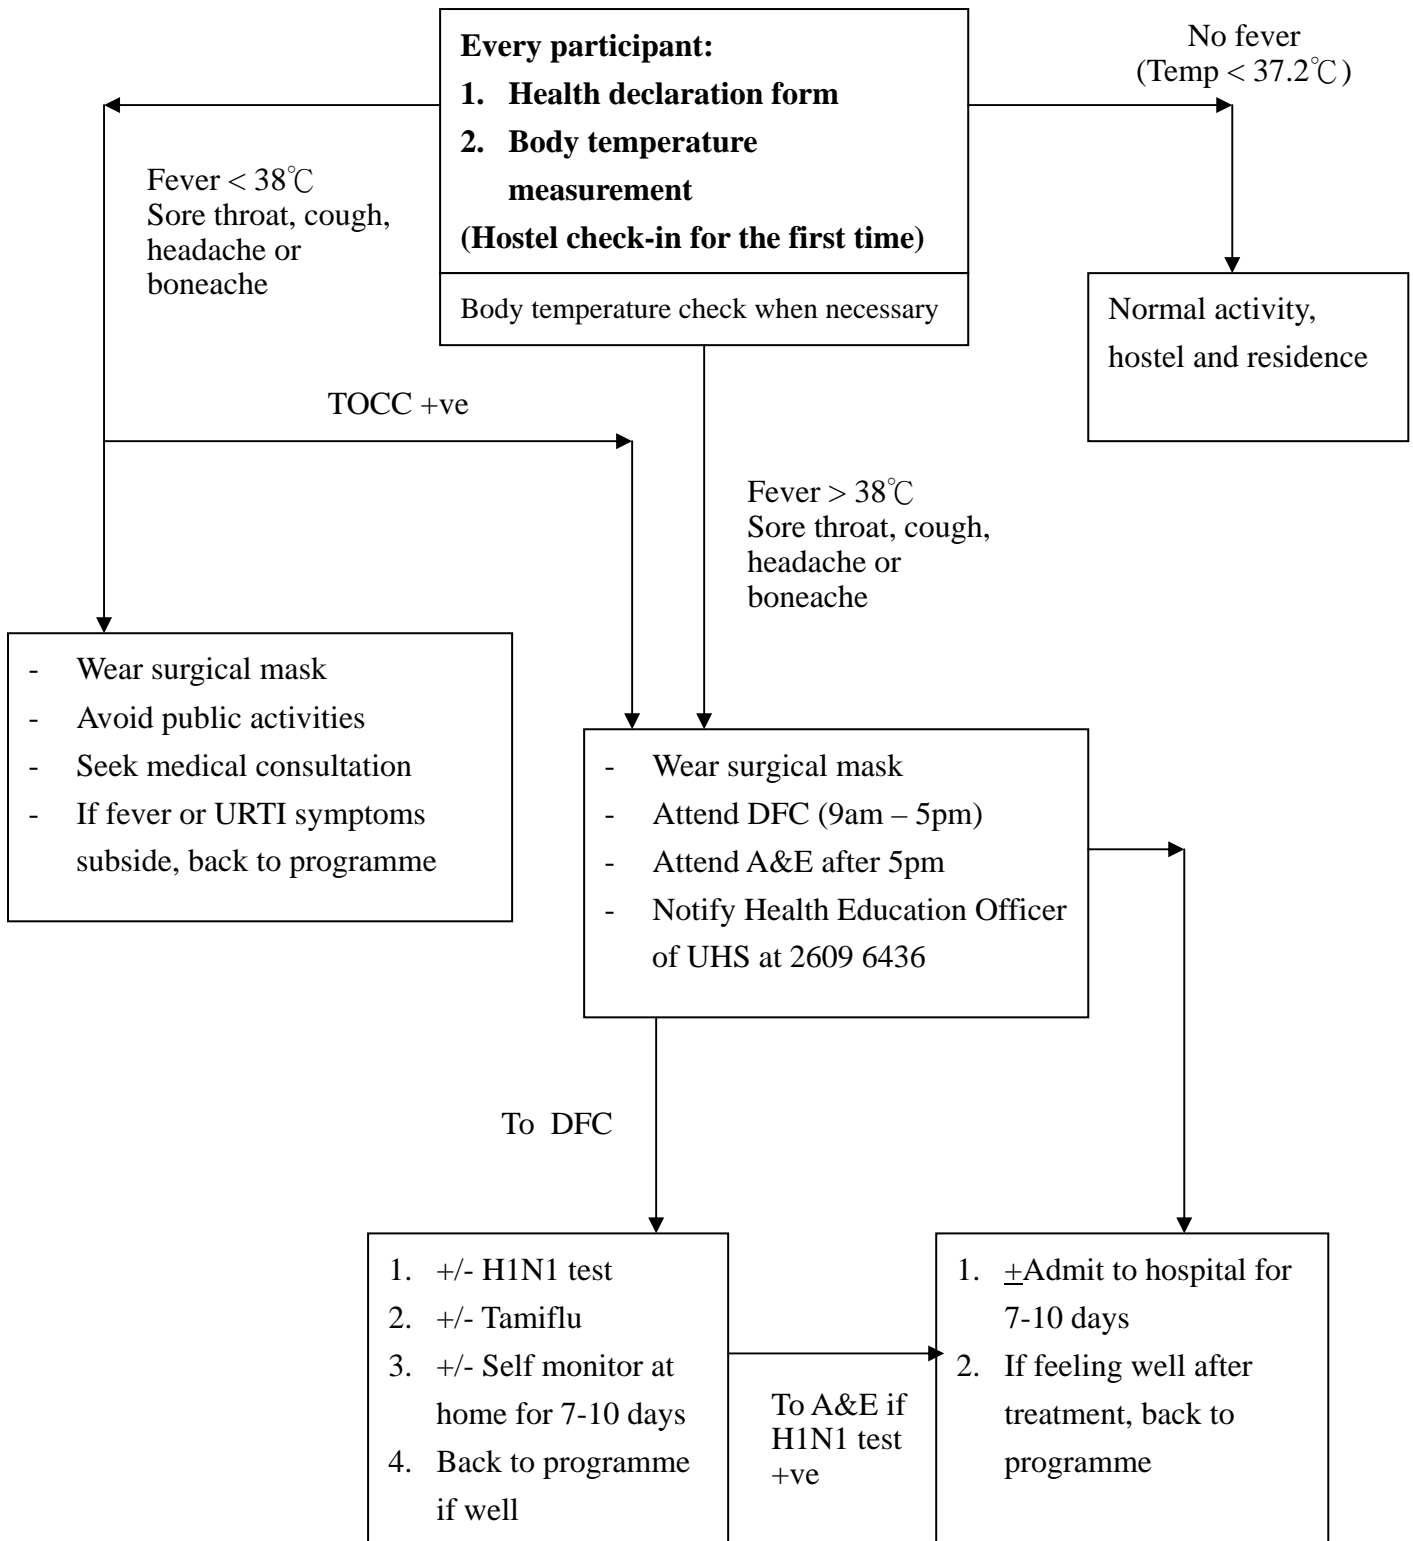 Every participant:
1. Health declaration form
2. Body temperature
measurement
(Hostel check-in for the first time)
Body temperature check when necessary
No fever
(Temp < 37.2℃)
Normal activity,
hostel and residence
Fever < 38℃
Sore throat, cough,
headache or
boneache
TOCC +ve
Fever > 38℃
Sore throat, cough,
headache or
boneache
- Wear surgical mask
- Avoid public activities
- Seek medical consultation
- If fever or URTI symptoms
subside, back to programme
- Wear surgical mask
- Attend DFC (9am – 5pm)
- Attend A&E after 5pm
- Notify Health Education Officer
of UHS at 2609 6436
To DFC
1. +/- H1N1 test
2. +/- Tamiflu
3. +/- Self monitor at
home for 7-10 days
4. Back to programme
if well
To A&E if
H1N1 test
+ve
1. +Admit to hospital for
7-10 days
2. If feeling well after
treatment, back to
programme